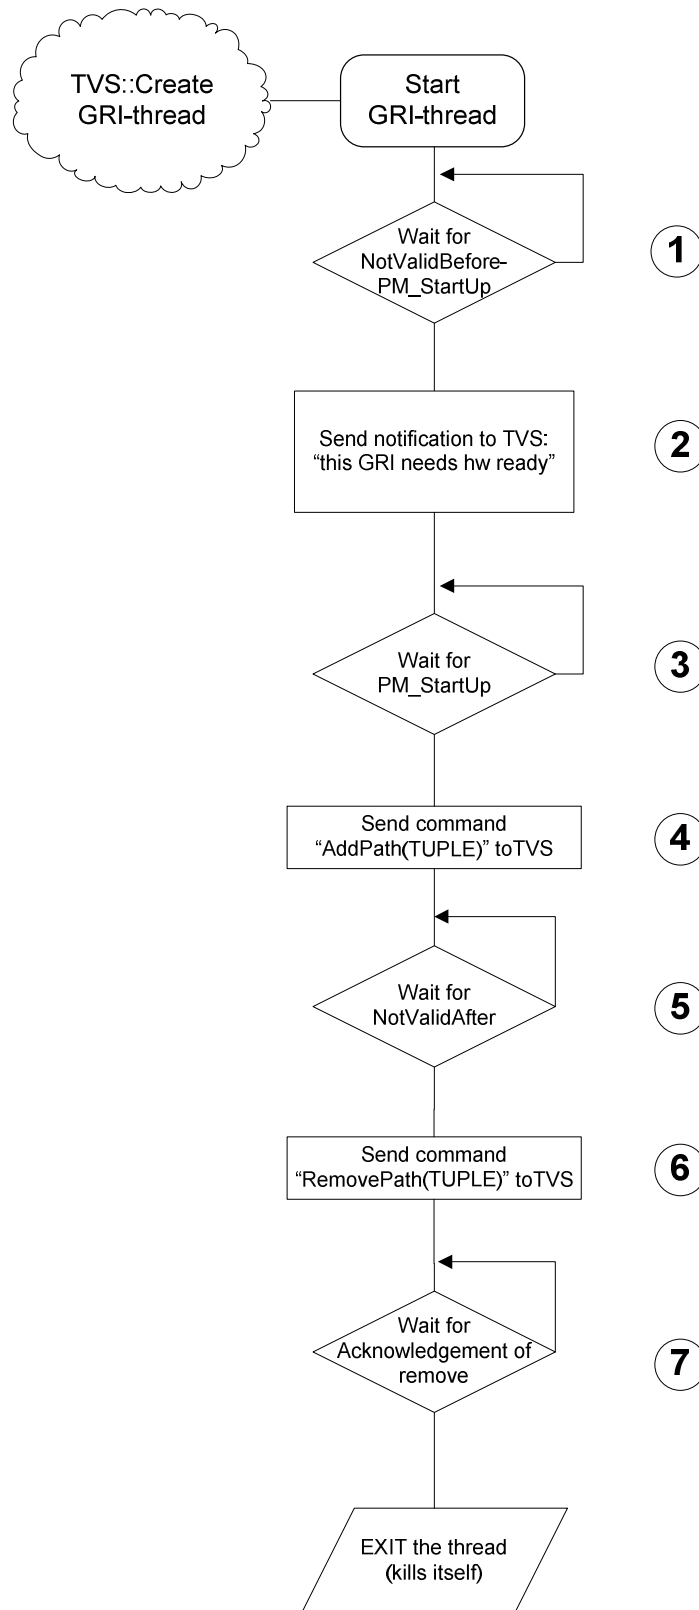 TVS::Create
GRI-thread
Start
GRI-thread
Wait for
NotValidBefore-
PM_StartUp
1
Send notification to TVS:
“this GRI needs hw ready”
2
Wait for
PM_StartUp
3
Send command
“AddPath(TUPLE)” toTVS
4
Wait for
NotValidAfter
5
Send command
“RemovePath(TUPLE)” toTVS
6
Wait for
Acknowledgement of
remove
7
EXIT the thread
(kills itself)